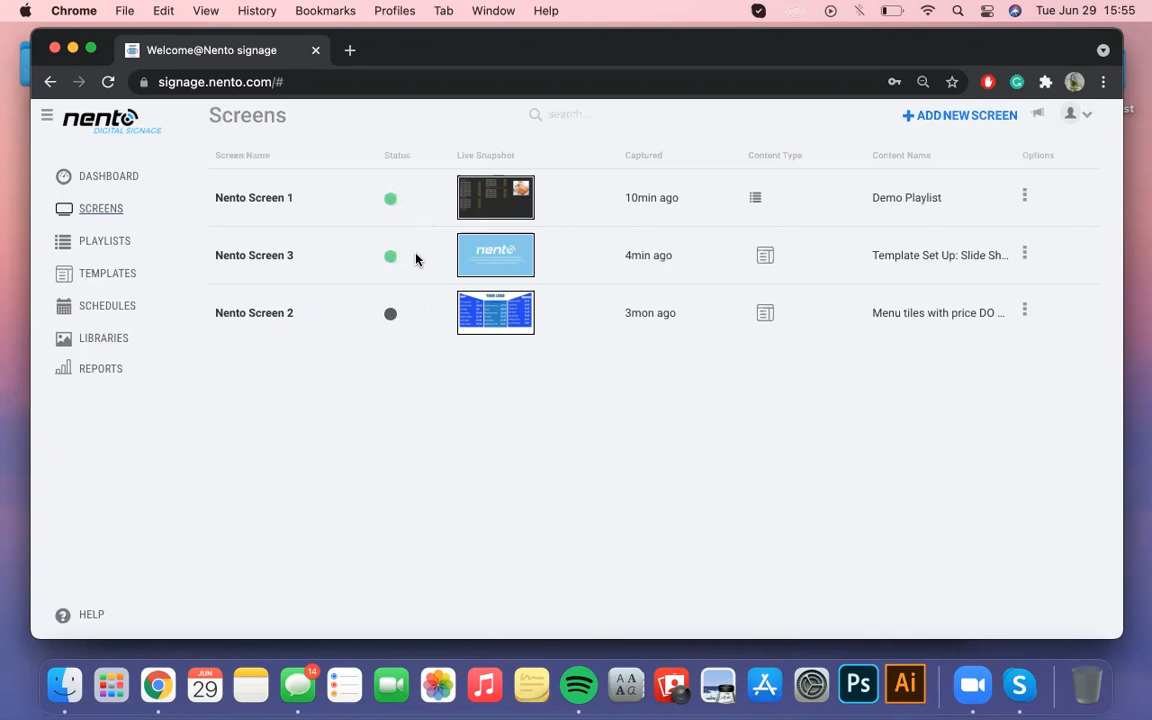 Chrome File Edit View History Bookmarks Profiles Tab Window Help Tue Jun 29 15:55
Welcome@Nento signage
signage.nento.com/#
nento
DIGITAL SIGNAGE
Screens
search...
ADD NEW SCREEN
Screen Name Status Live Snapshot Captured Content Type Content Name Options
DASHBOARD
SCREENS
PLAYLISTS
TEMPLATES
SCHEDULES
LIBRARIES
REPORTS
HELP
Nento Screen 1 10min ago Demo Playlist
Nento Screen 3 nento 4min ago Template Set Up: Slide Sh...
Nento Screen 2 YOUR LOGO 3mon ago Menu tiles with price DO ...
14
JUN
29
A A
A A
Ps
Ai